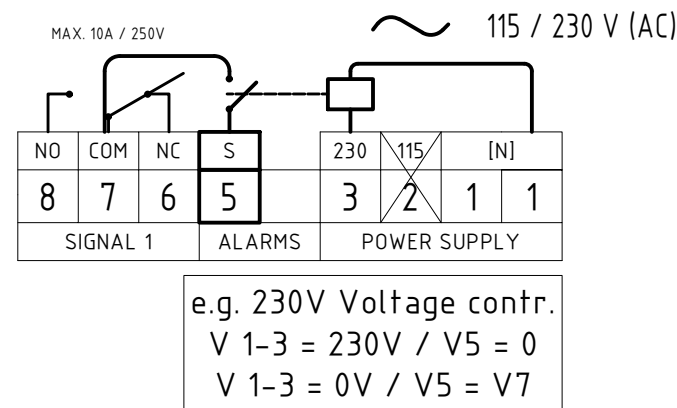 115 / 230 V (AC)
MAX. 10A / 250V
NO COM NC S 230 115 [N]
8 7 6 5 3 2 1 1
SIGNAL 1 ALARMS POWER SUPPLY
e.g. 230V Voltage contr.
V 1-3 = 230V / V5 = 0
V 1-3 = 0V / V5 = V7